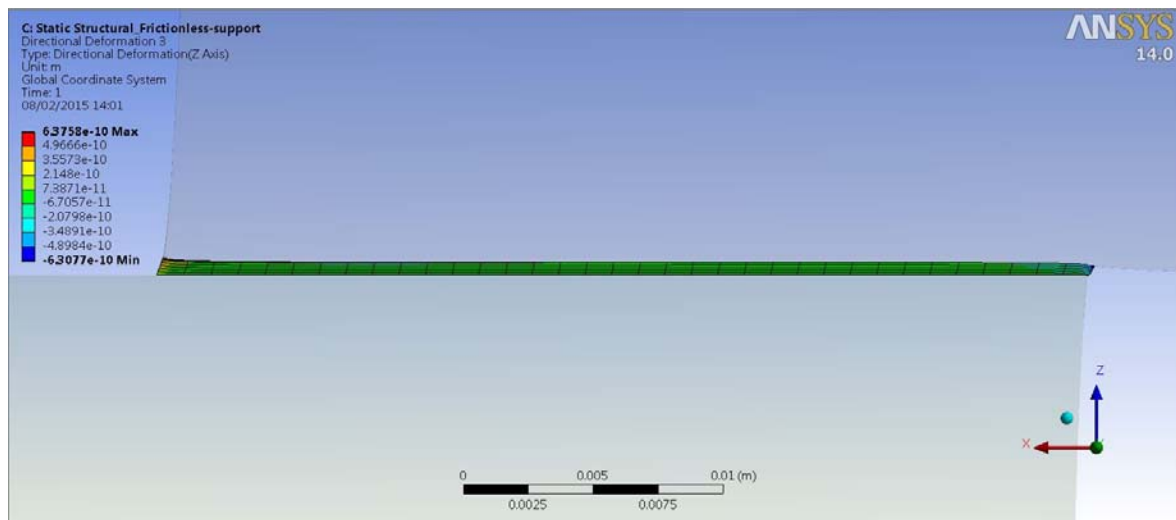 C: Static Structural_Frictionless-support
Directional Deformation 3
Type: Directional Deformation(Z Axis)
Unit: m
Global Coordinate System
Time: 1
08/02/2015 14:01
6.3758e-10 Max
4.9666e-10
3.5573e-10
2.148e-10
7.3871e-11
-6.7057e-11
-2.0798e-10
-3.4891e-10
-4.8984e-10
-6.3077e-10 Min
ANSYS
14.0
Z
X
0 0.005 0.01 (m)
0.0025 0.0075